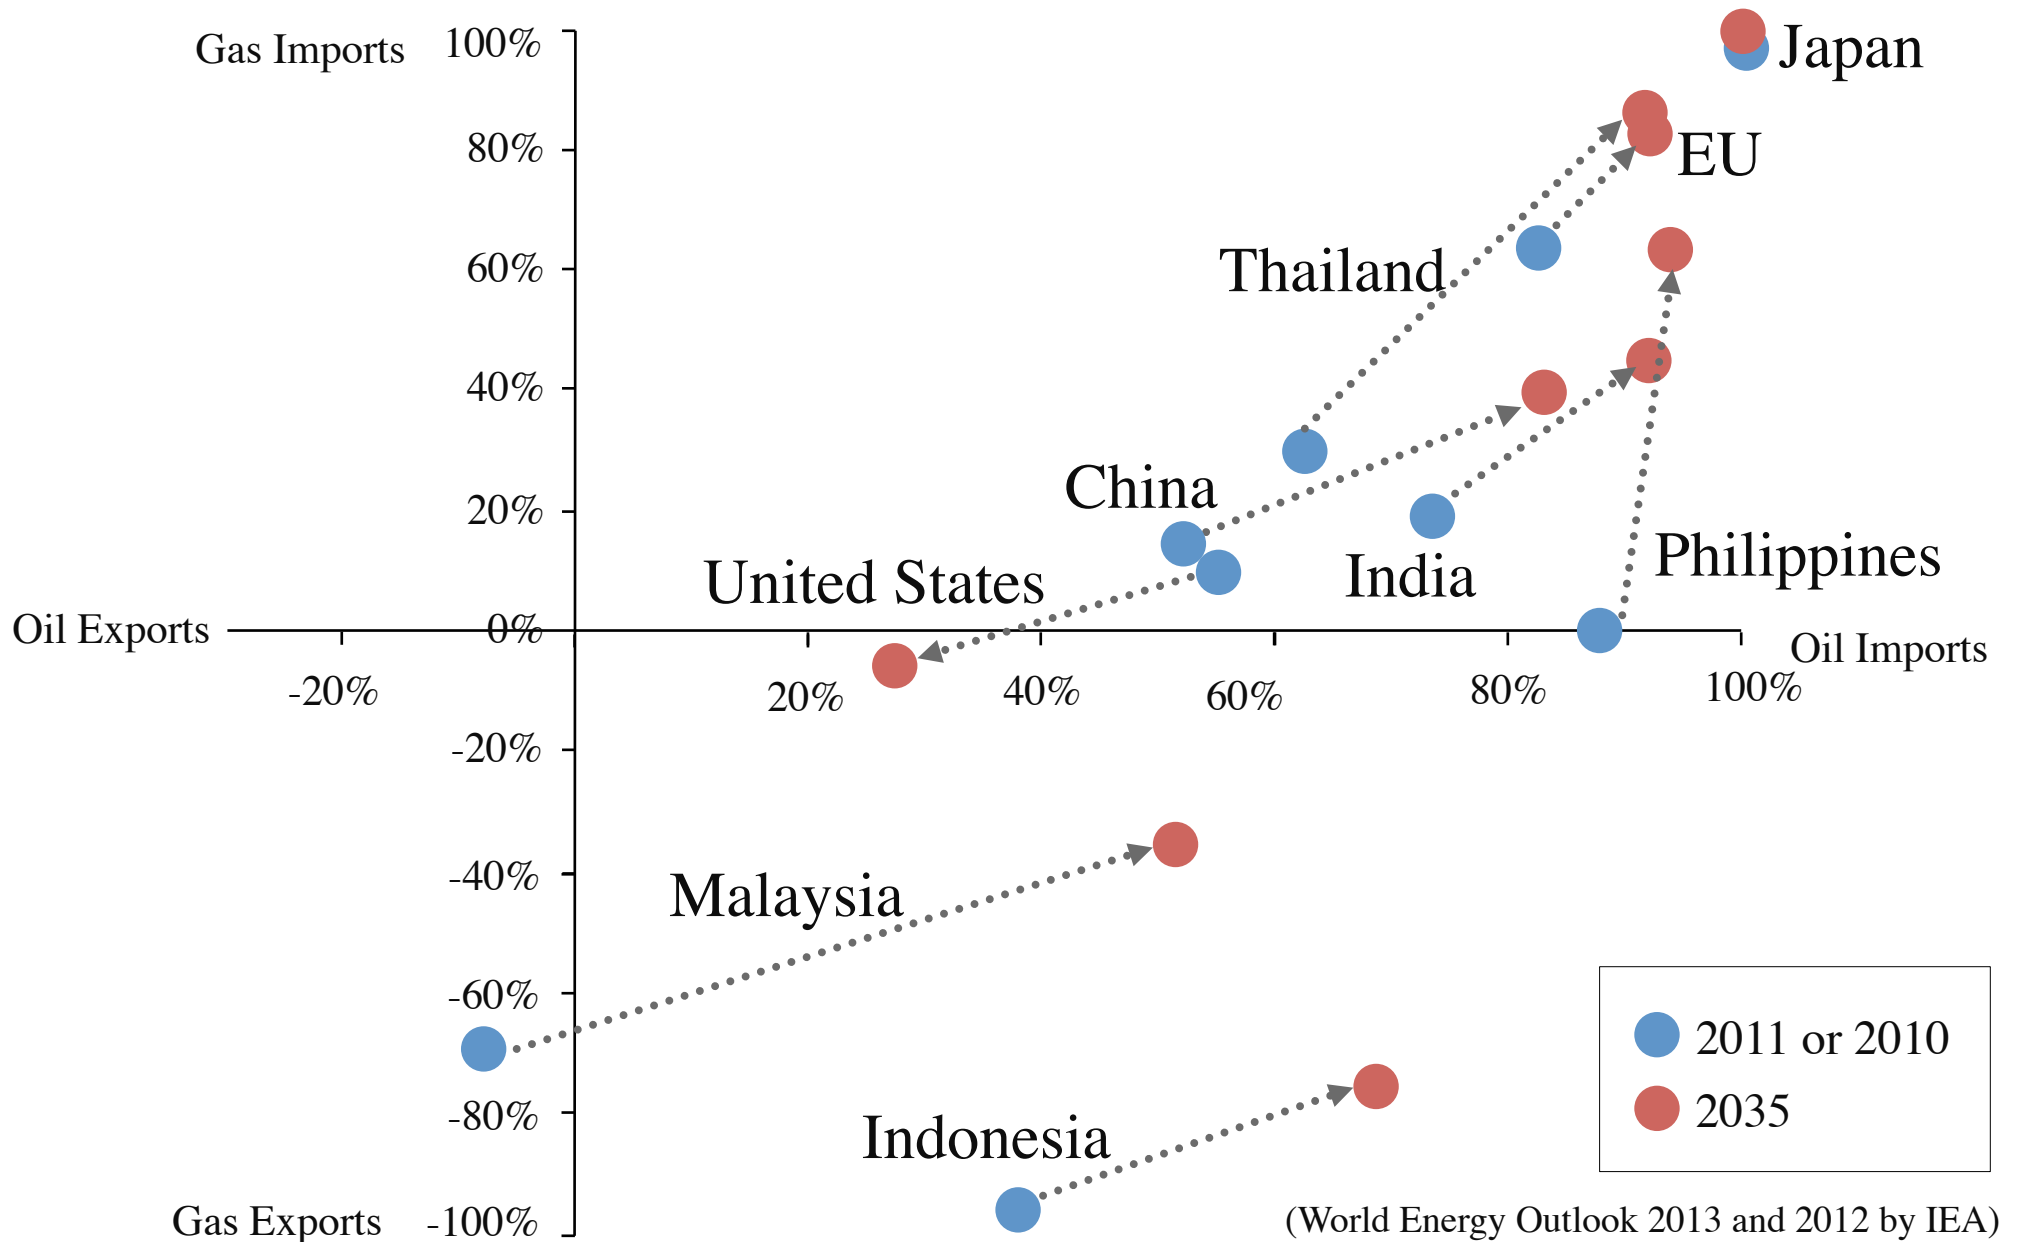 Gas Imports 100%
Japan
80%
EU
Thailand
60%
40%
China
20%
Philippines
United States
India
Oil Exports
0%
Oil Imports
-20%
20%
40%
60%
80%
100%
-20%
-40%
Malaysia
-60%
-80%
2011 or 2010
2035
Indonesia
Gas Exports -100%
(World Energy Outlook 2013 and 2012 by IEA)